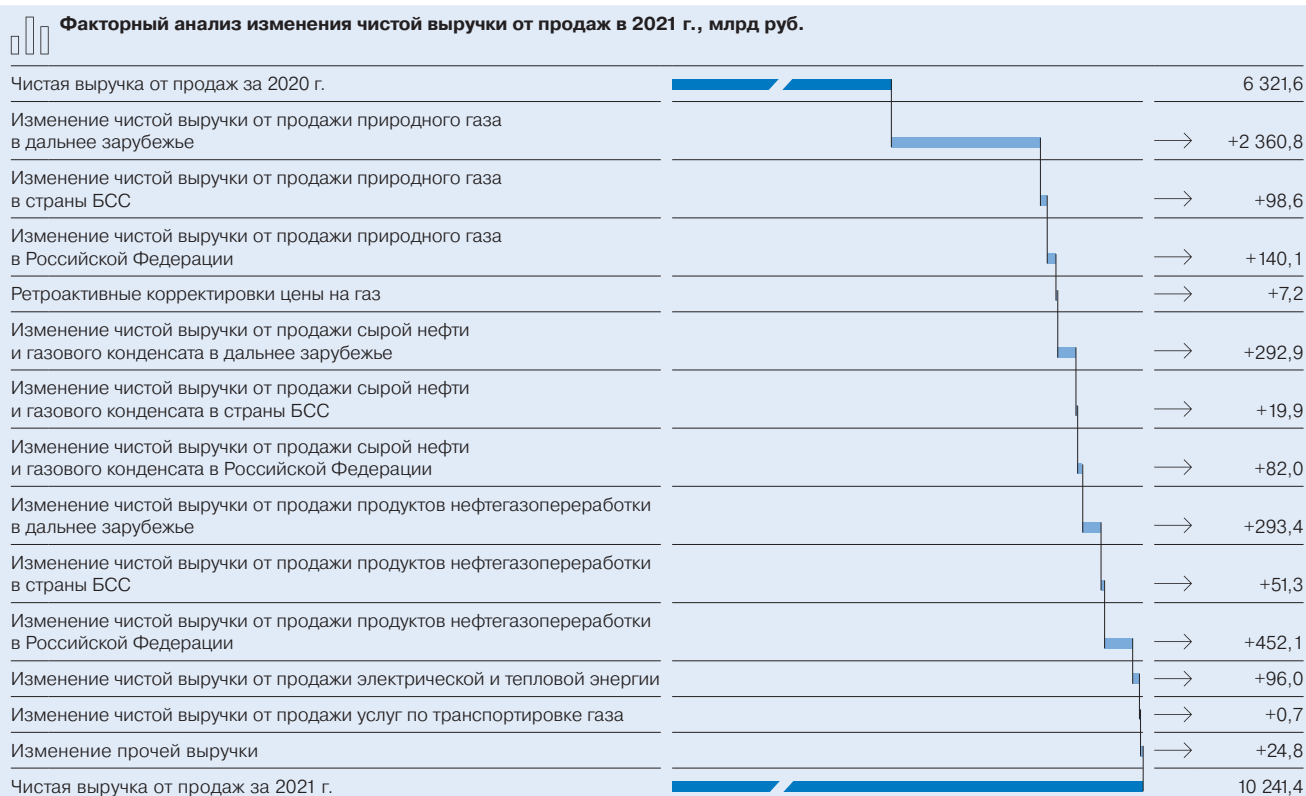 Факторный анализ изменения чистой выручки от продаж в 2021 г., млрд руб.
Чистая выручка от продаж за 2020 г. 6 321,6
Изменение чистой выручки от продажи природного газа
в дальнее зарубежье +2 360,8
Изменение чистой выручки от продажи природного газа
в страны БСС +98,6
Изменение чистой выручки от продажи природного газа
в Российской Федерации +140,1
Ретроактивные корректировки цены на газ +7,2
Изменение чистой выручки от продажи сырой нефти
и газового конденсата в дальнее зарубежье +292,9
Изменение чистой выручки от продажи сырой нефти
и газового конденсата в страны БСС +19,9
Изменение чистой выручки от продажи сырой нефти
и газового конденсата в Российской Федерации +82,0
Изменение чистой выручки от продажи продуктов нефтегазопереработки
в дальнее зарубежье +293,4
Изменение чистой выручки от продажи продуктов нефтегазопереработки
в страны БСС +51,3
Изменение чистой выручки от продажи продуктов нефтегазопереработки
в Российской Федерации +452,1
Изменение чистой выручки от продажи электрической и тепловой энергии +96,0
Изменение чистой выручки от продажи услуг по транспортировке газа +0,7
Изменение прочей выручки +24,8
Чистая выручка от продаж за 2021 г. 10 241,4